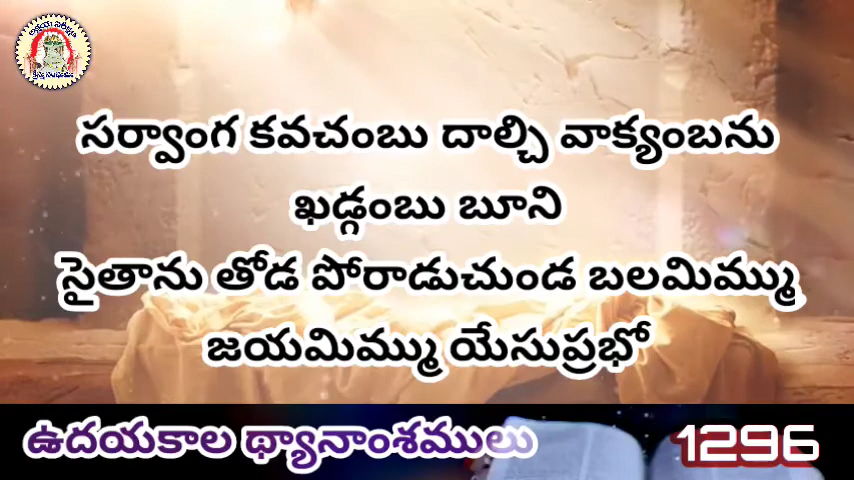 సర్వాంగ కవచంబు దాల్చి వాక్యంబను
ఖడ్గంబు బూని
సైతాను తోడ పోరాడుచుండ బలమిమ్ము
జయమిమ్ము యేసుప్రభో
ఉదయకాల థ్యానాంశములు
1296